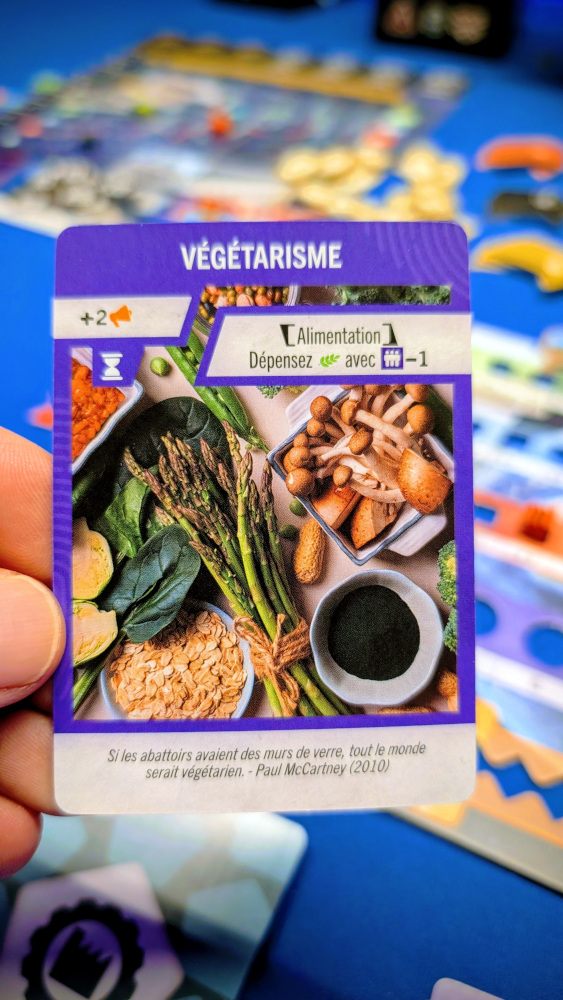 VÉGÉTARISME
+2
[Alimentation]
Dépensez avec -1
Si les abattoirs avaient des murs de verre, tout le monde
serait végétarien. - Paul McCartney (2010)